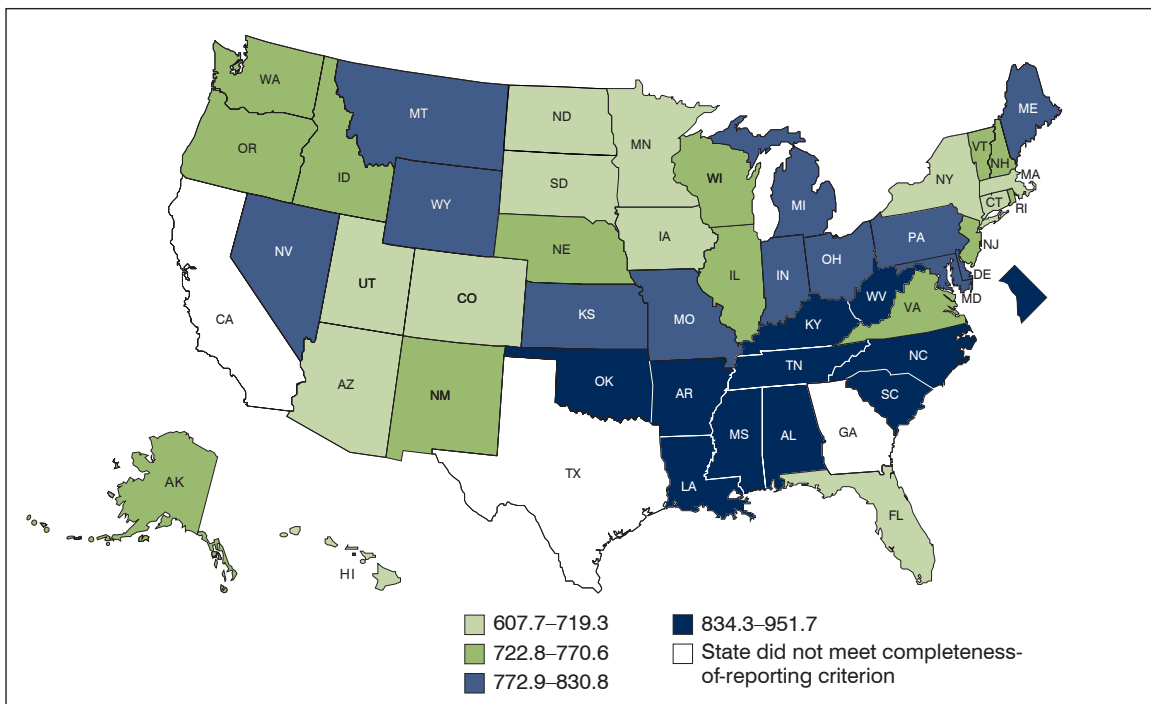 WA
MT
ND
MN
ME
OR
ID
SD
WI
VT
NH
NY
MA
CT
RI
WY
MI
IA
NE
PA
NJ
NV
UT
CO
IL
IN
OH
DE
MD
WV
VA
KS
MO
KY
CA
AZ
NM
OK
AR
TN
NC
SC
MS
AL
GA
LA
TX
AK
FL
HI
607.7–719.3
722.8–770.6
772.9–830.8
834.3–951.7
State did not meet completeness-
of-reporting criterion